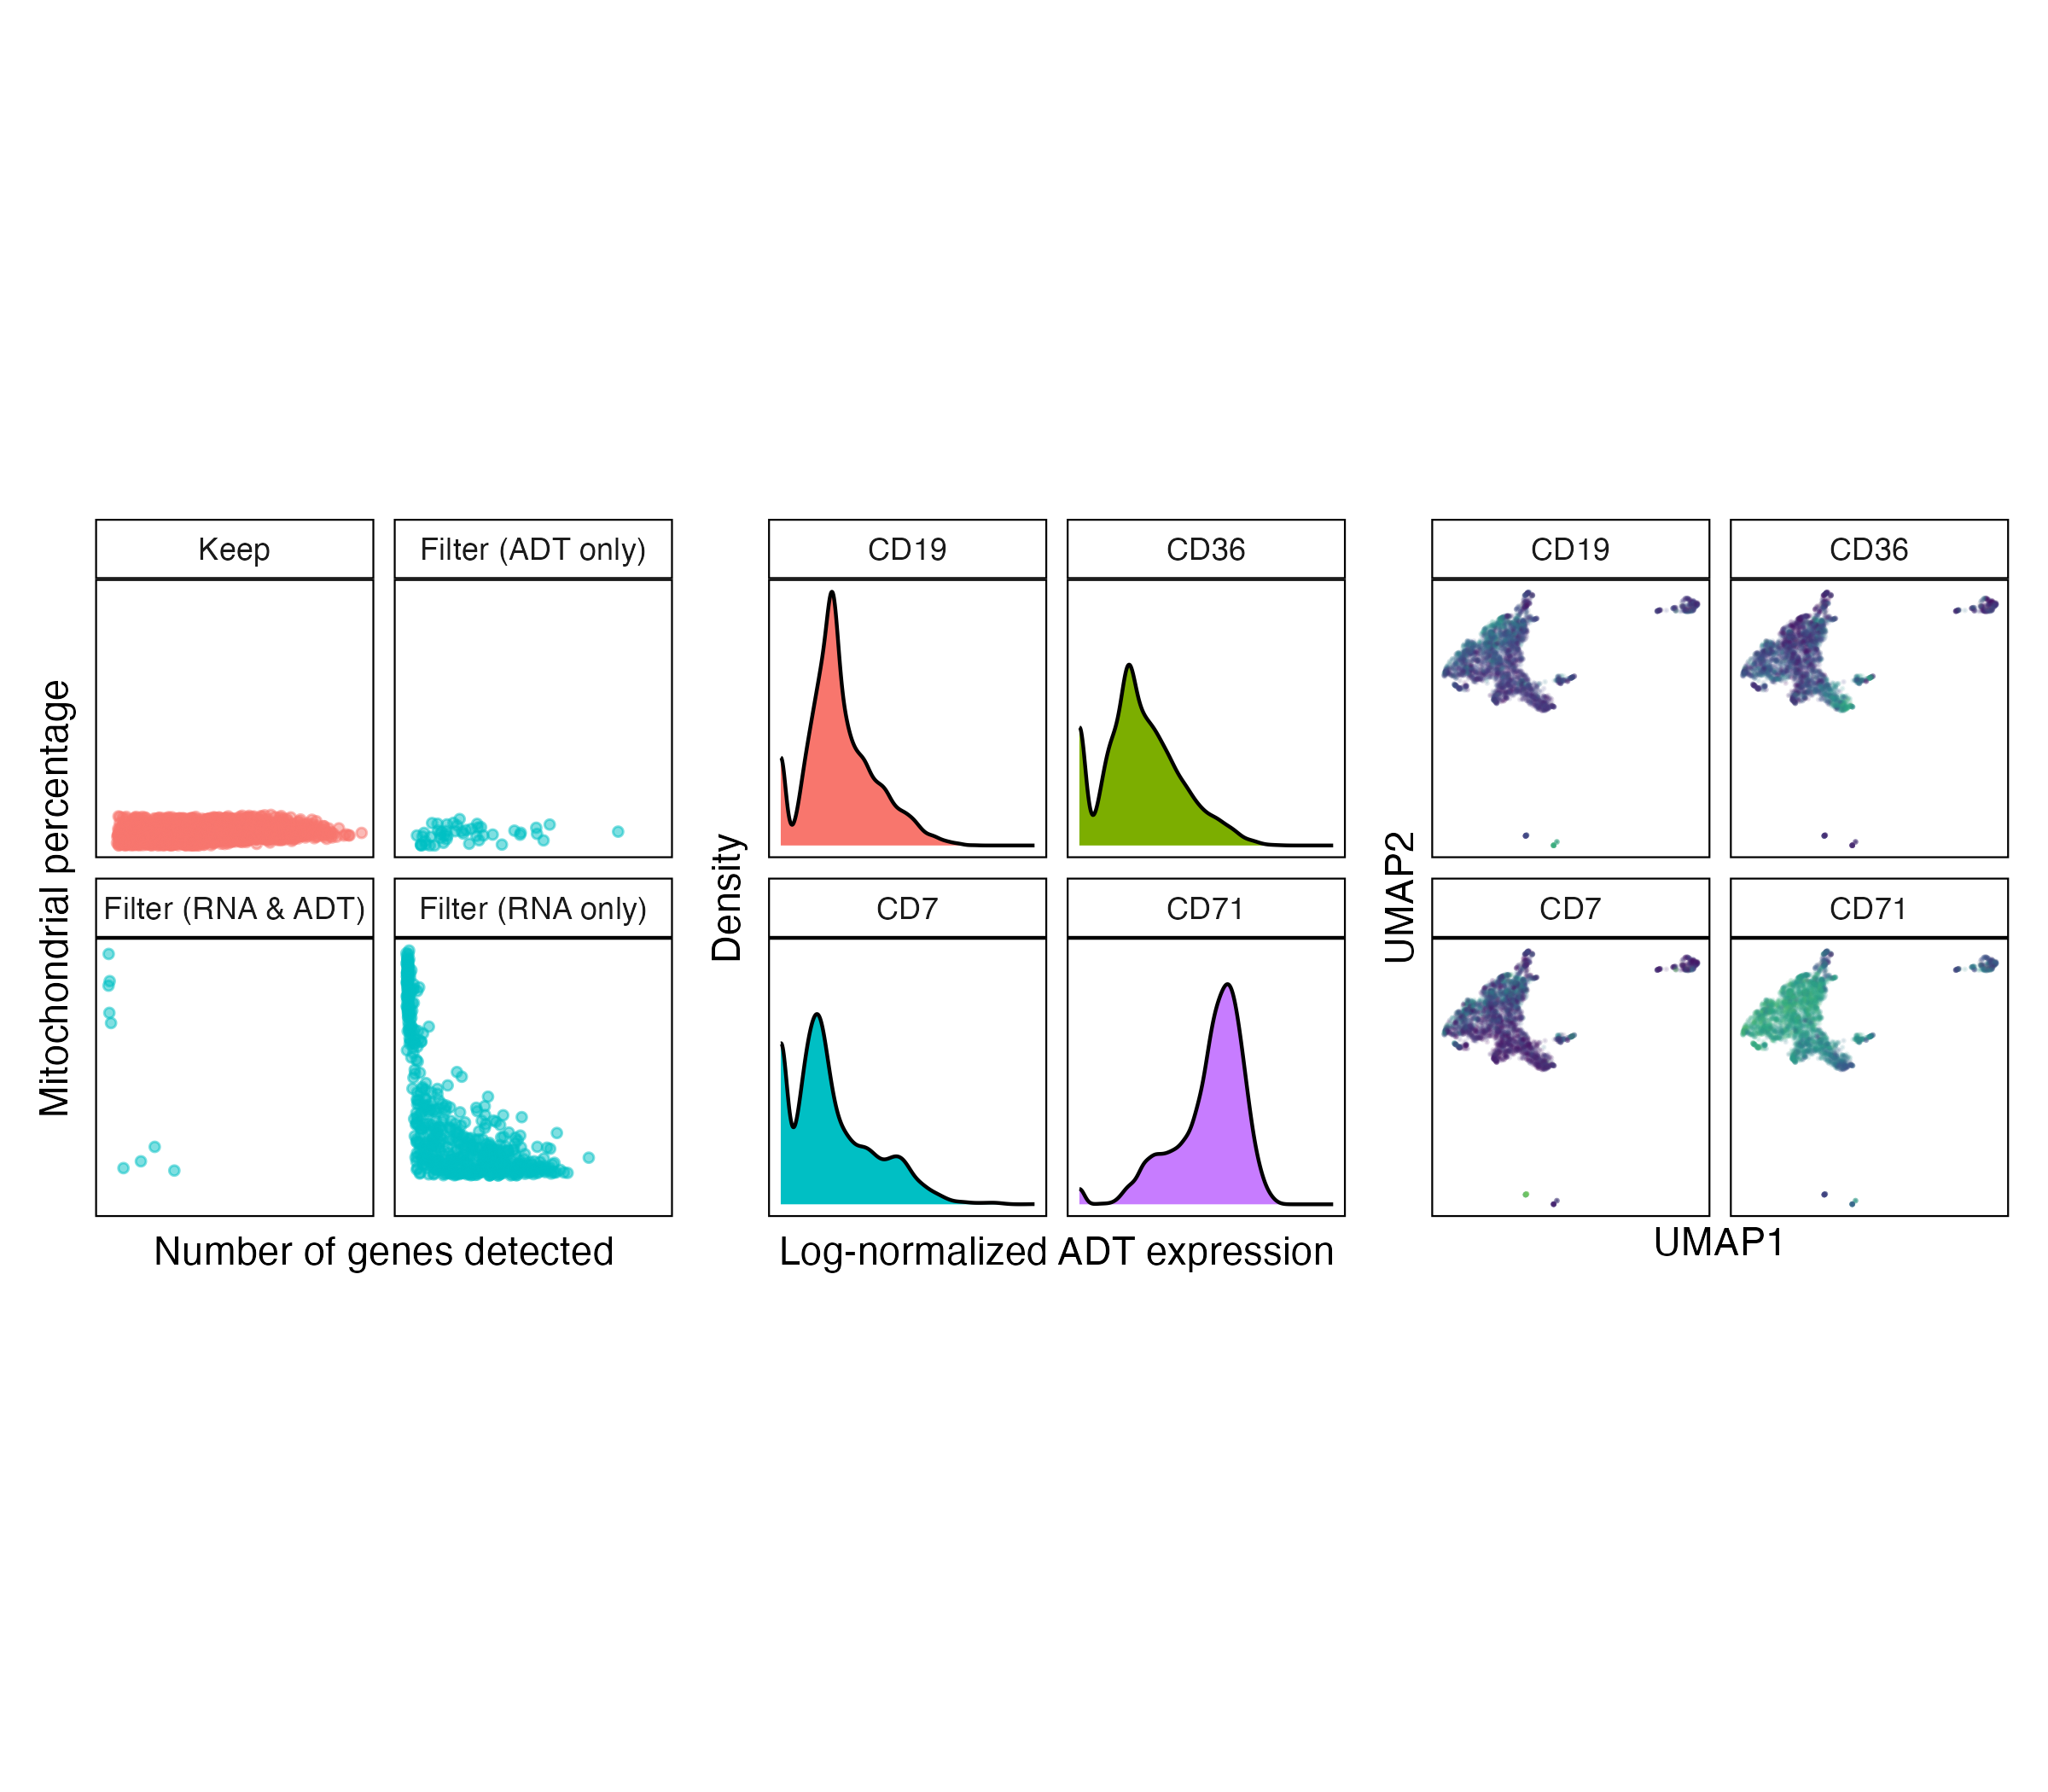 Keep
Filter (ADT only)
Filter (RNA & ADT)
Filter (RNA only)
Mitochondrial percentage
Number of genes detected
CD19
CD36
CD7
CD71
Density
Log-normalized ADT expression
CD19
CD36
CD7
CD71
UMAP2
UMAP1